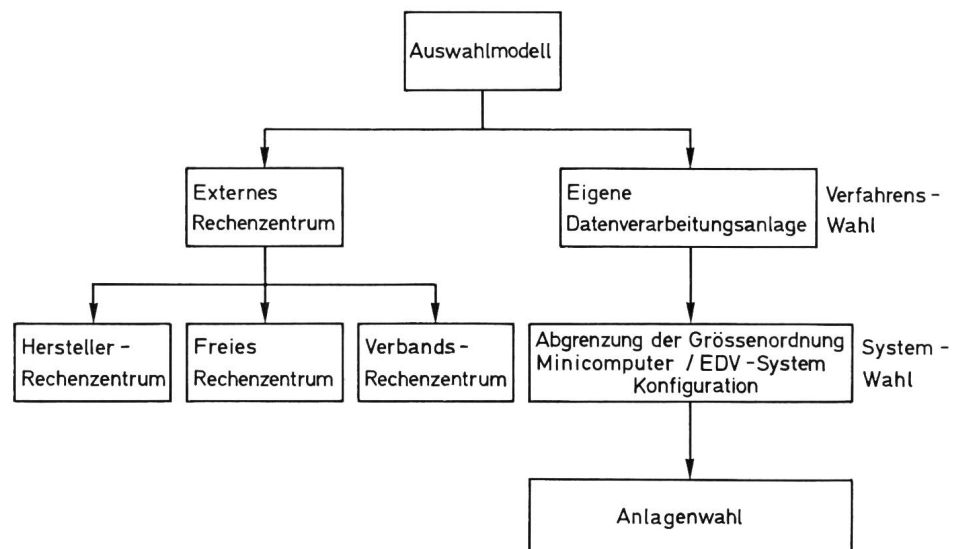 Auswahlmodell
Externes
Rechenzentrum
Eigene
Datenverarbeitungsanlage
Verfahrens-
Wahl
Hersteller-
Rechenzentrum
Freies
Rechenzentrum
Verbands-
Rechenzentrum
Abgrenzung der Grössenordnung
Minicomputer / EDV-System
Konfiguration
System-
Wahl
Anlagenwahl